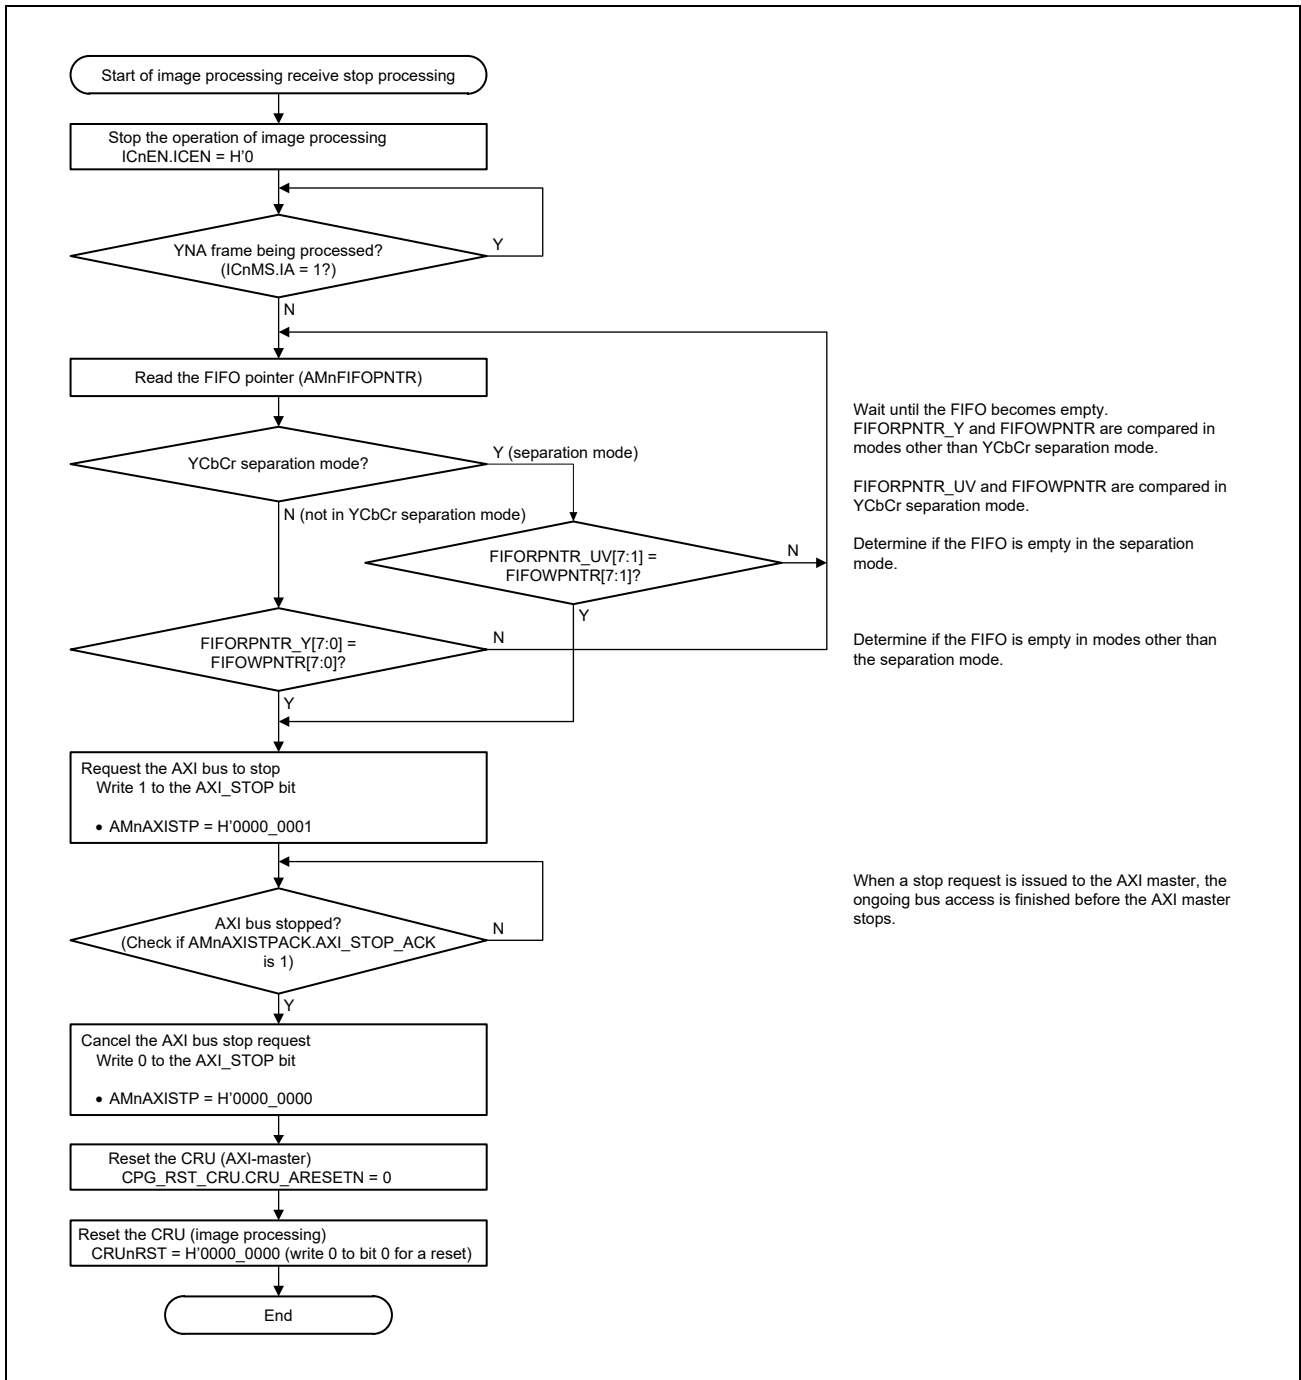 Start of image processing receive stop processing
Stop the operation of image processing
ICnEN.ICEN = H'0
YNA frame being processed?
(ICnMS.IA = 1?)
Y
N
Read the FIFO pointer (AMnFIFOPNTR)
Wait until the FIFO becomes empty.
FIFORPNTR_Y and FIFOWPNTR are compared in
modes other than YCbCr separation mode.
YCbCr separation mode?
Y (separation mode)
FIFORPNTR_UV and FIFOWPNTR are compared in
YCbCr separation mode.
N (not in YCbCr separation mode)
FIFORPNTR_UV[7:1] =
FIFOWPNTR[7:1]?
N
Y
Determine if the FIFO is empty in the separation
mode.
FIFORPNTR_Y[7:0] =
FIFOWPNTR[7:0]?
N
Y
Determine if the FIFO is empty in modes other than
the separation mode.
Request the AXI bus to stop
Write 1 to the AXI_STOP bit
• AMnAXISTP = H'0000_0001
AXI bus stopped?
(Check if AMnAXISTPACK.AXI_STOP_ACK
is 1)
N
Y
When a stop request is issued to the AXI master, the
ongoing bus access is finished before the AXI master
stops.
Cancel the AXI bus stop request
Write 0 to the AXI_STOP bit
• AMnAXISTP = H'0000_0000
Reset the CRU (AXI-master)
CPG_RST_CRU.CRU_ARESETN = 0
Reset the CRU (image processing)
CRUnRST = H'0000_0000 (write 0 to bit 0 for a reset)
End